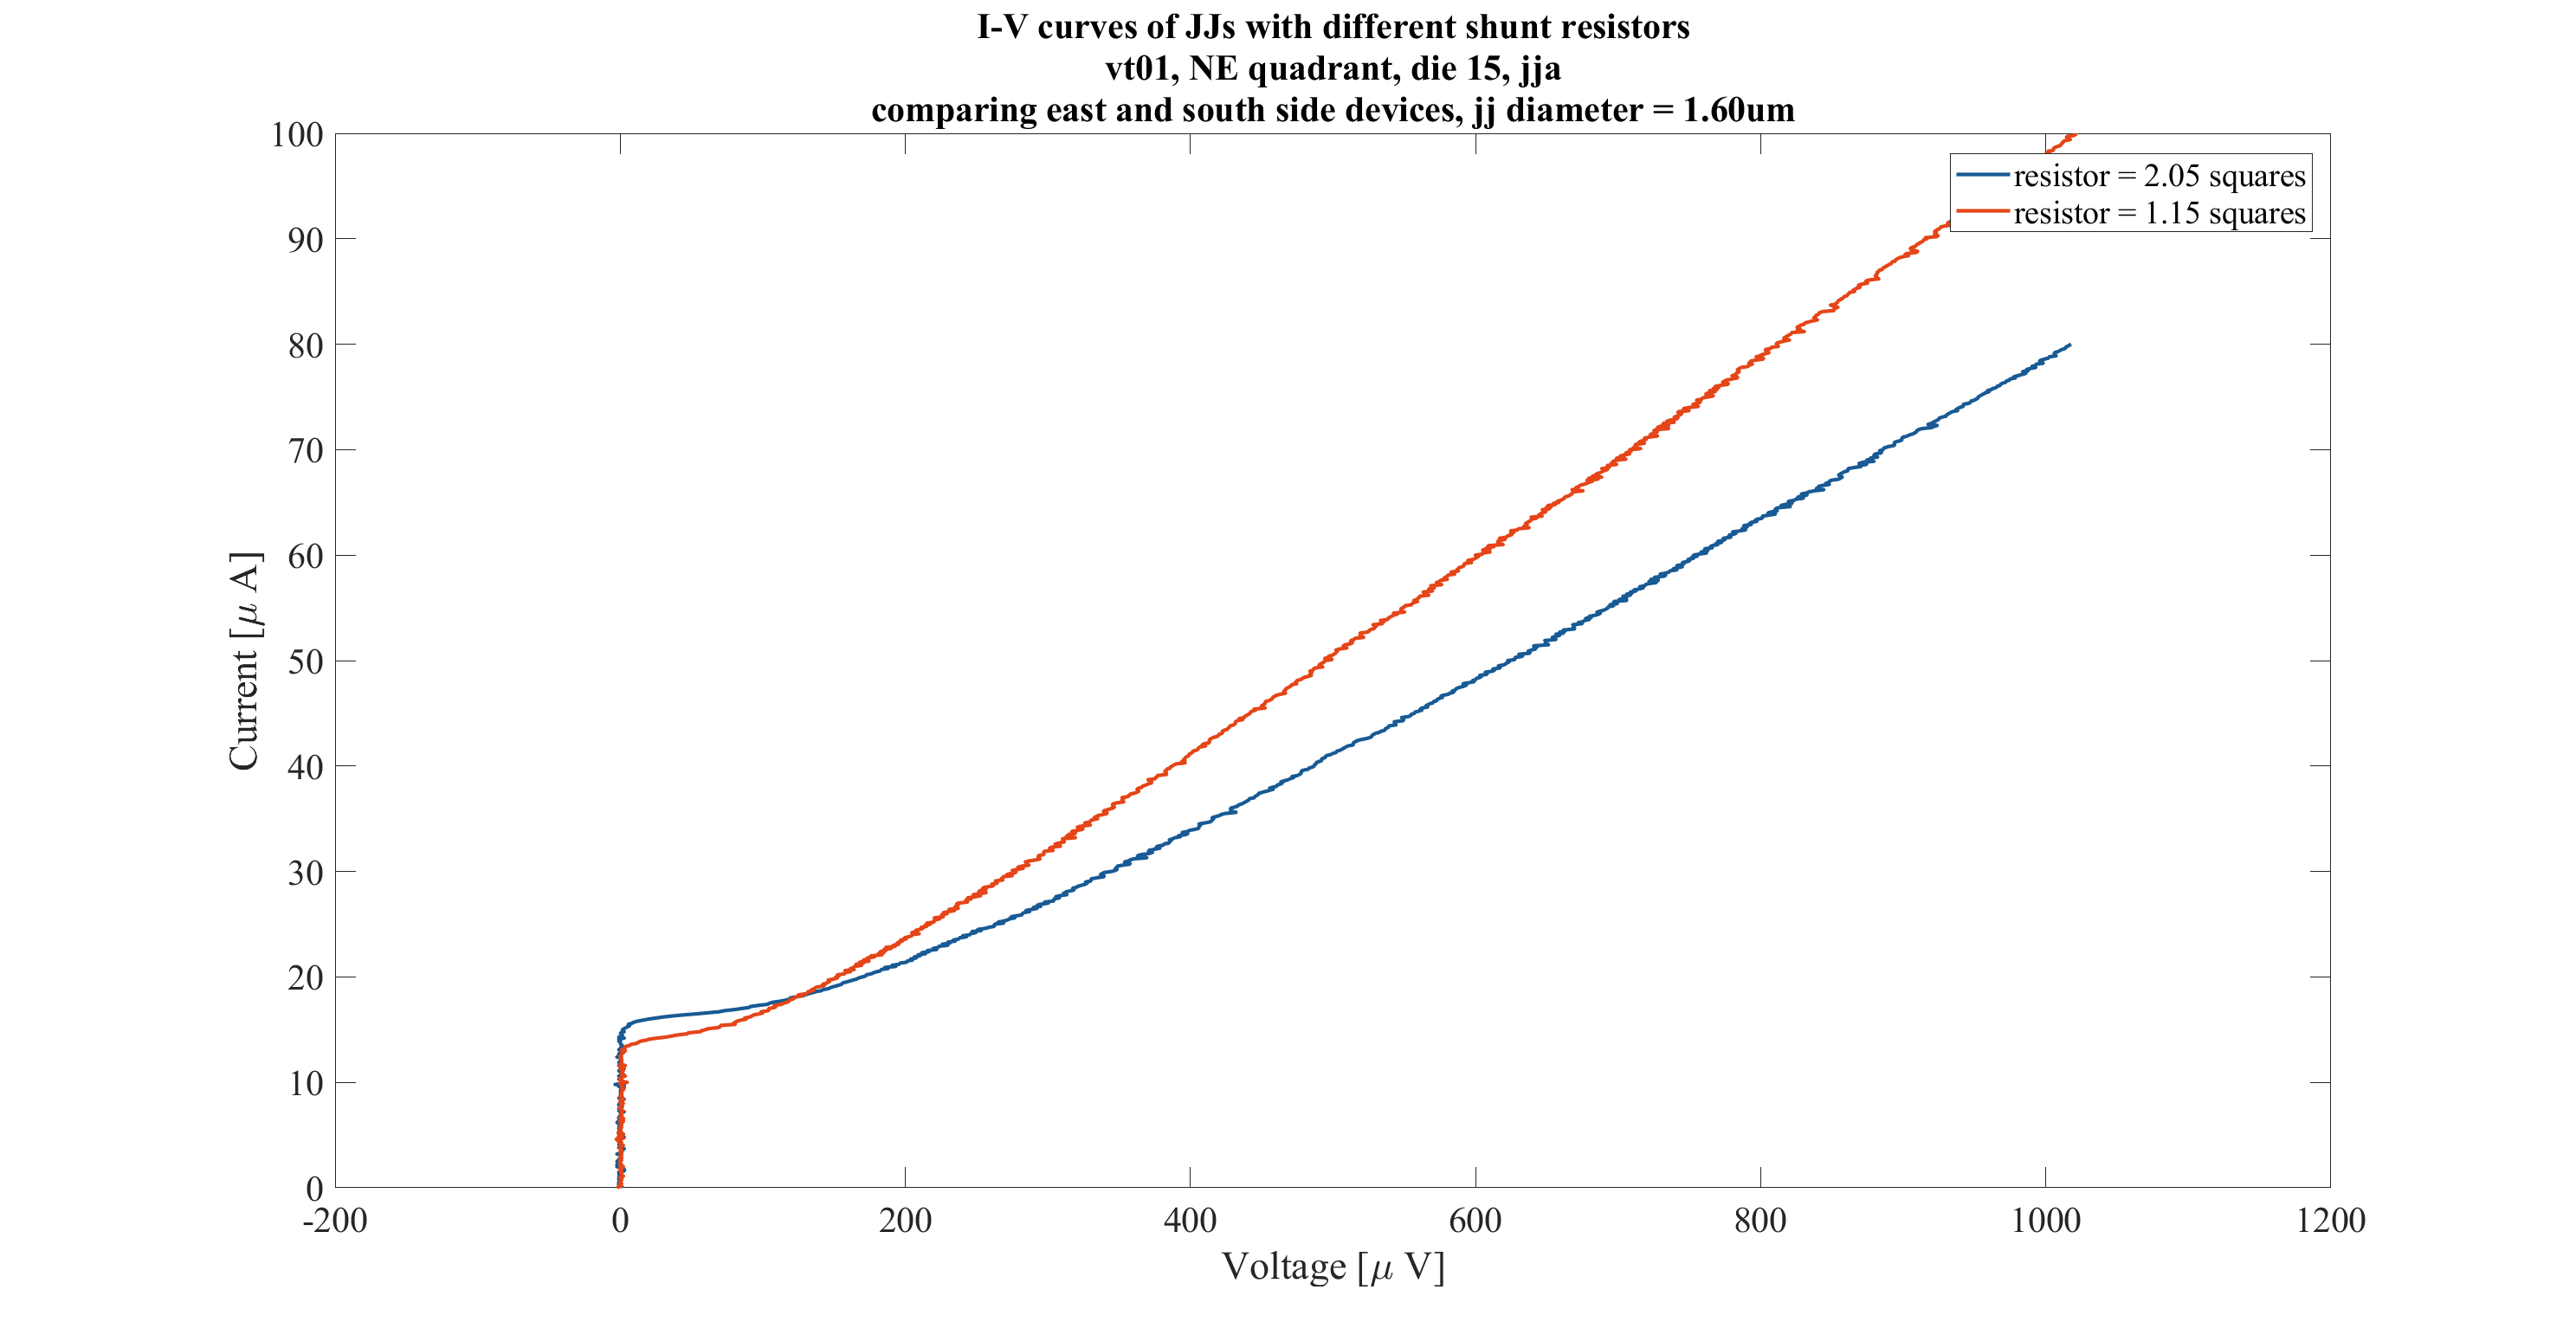 I-V curves of JJs with different shunt resistors
vt01, NE quadrant, die 15, jja
comparing east and south side devices, jj diameter = 1.60um
resistor = 2.05 squares
resistor = 1.15 squares
Current [μ A]
100
90
80
70
60
50
40
30
20
10
0
-200
0
200
400
600
800
1000
1200
Voltage [μ V]